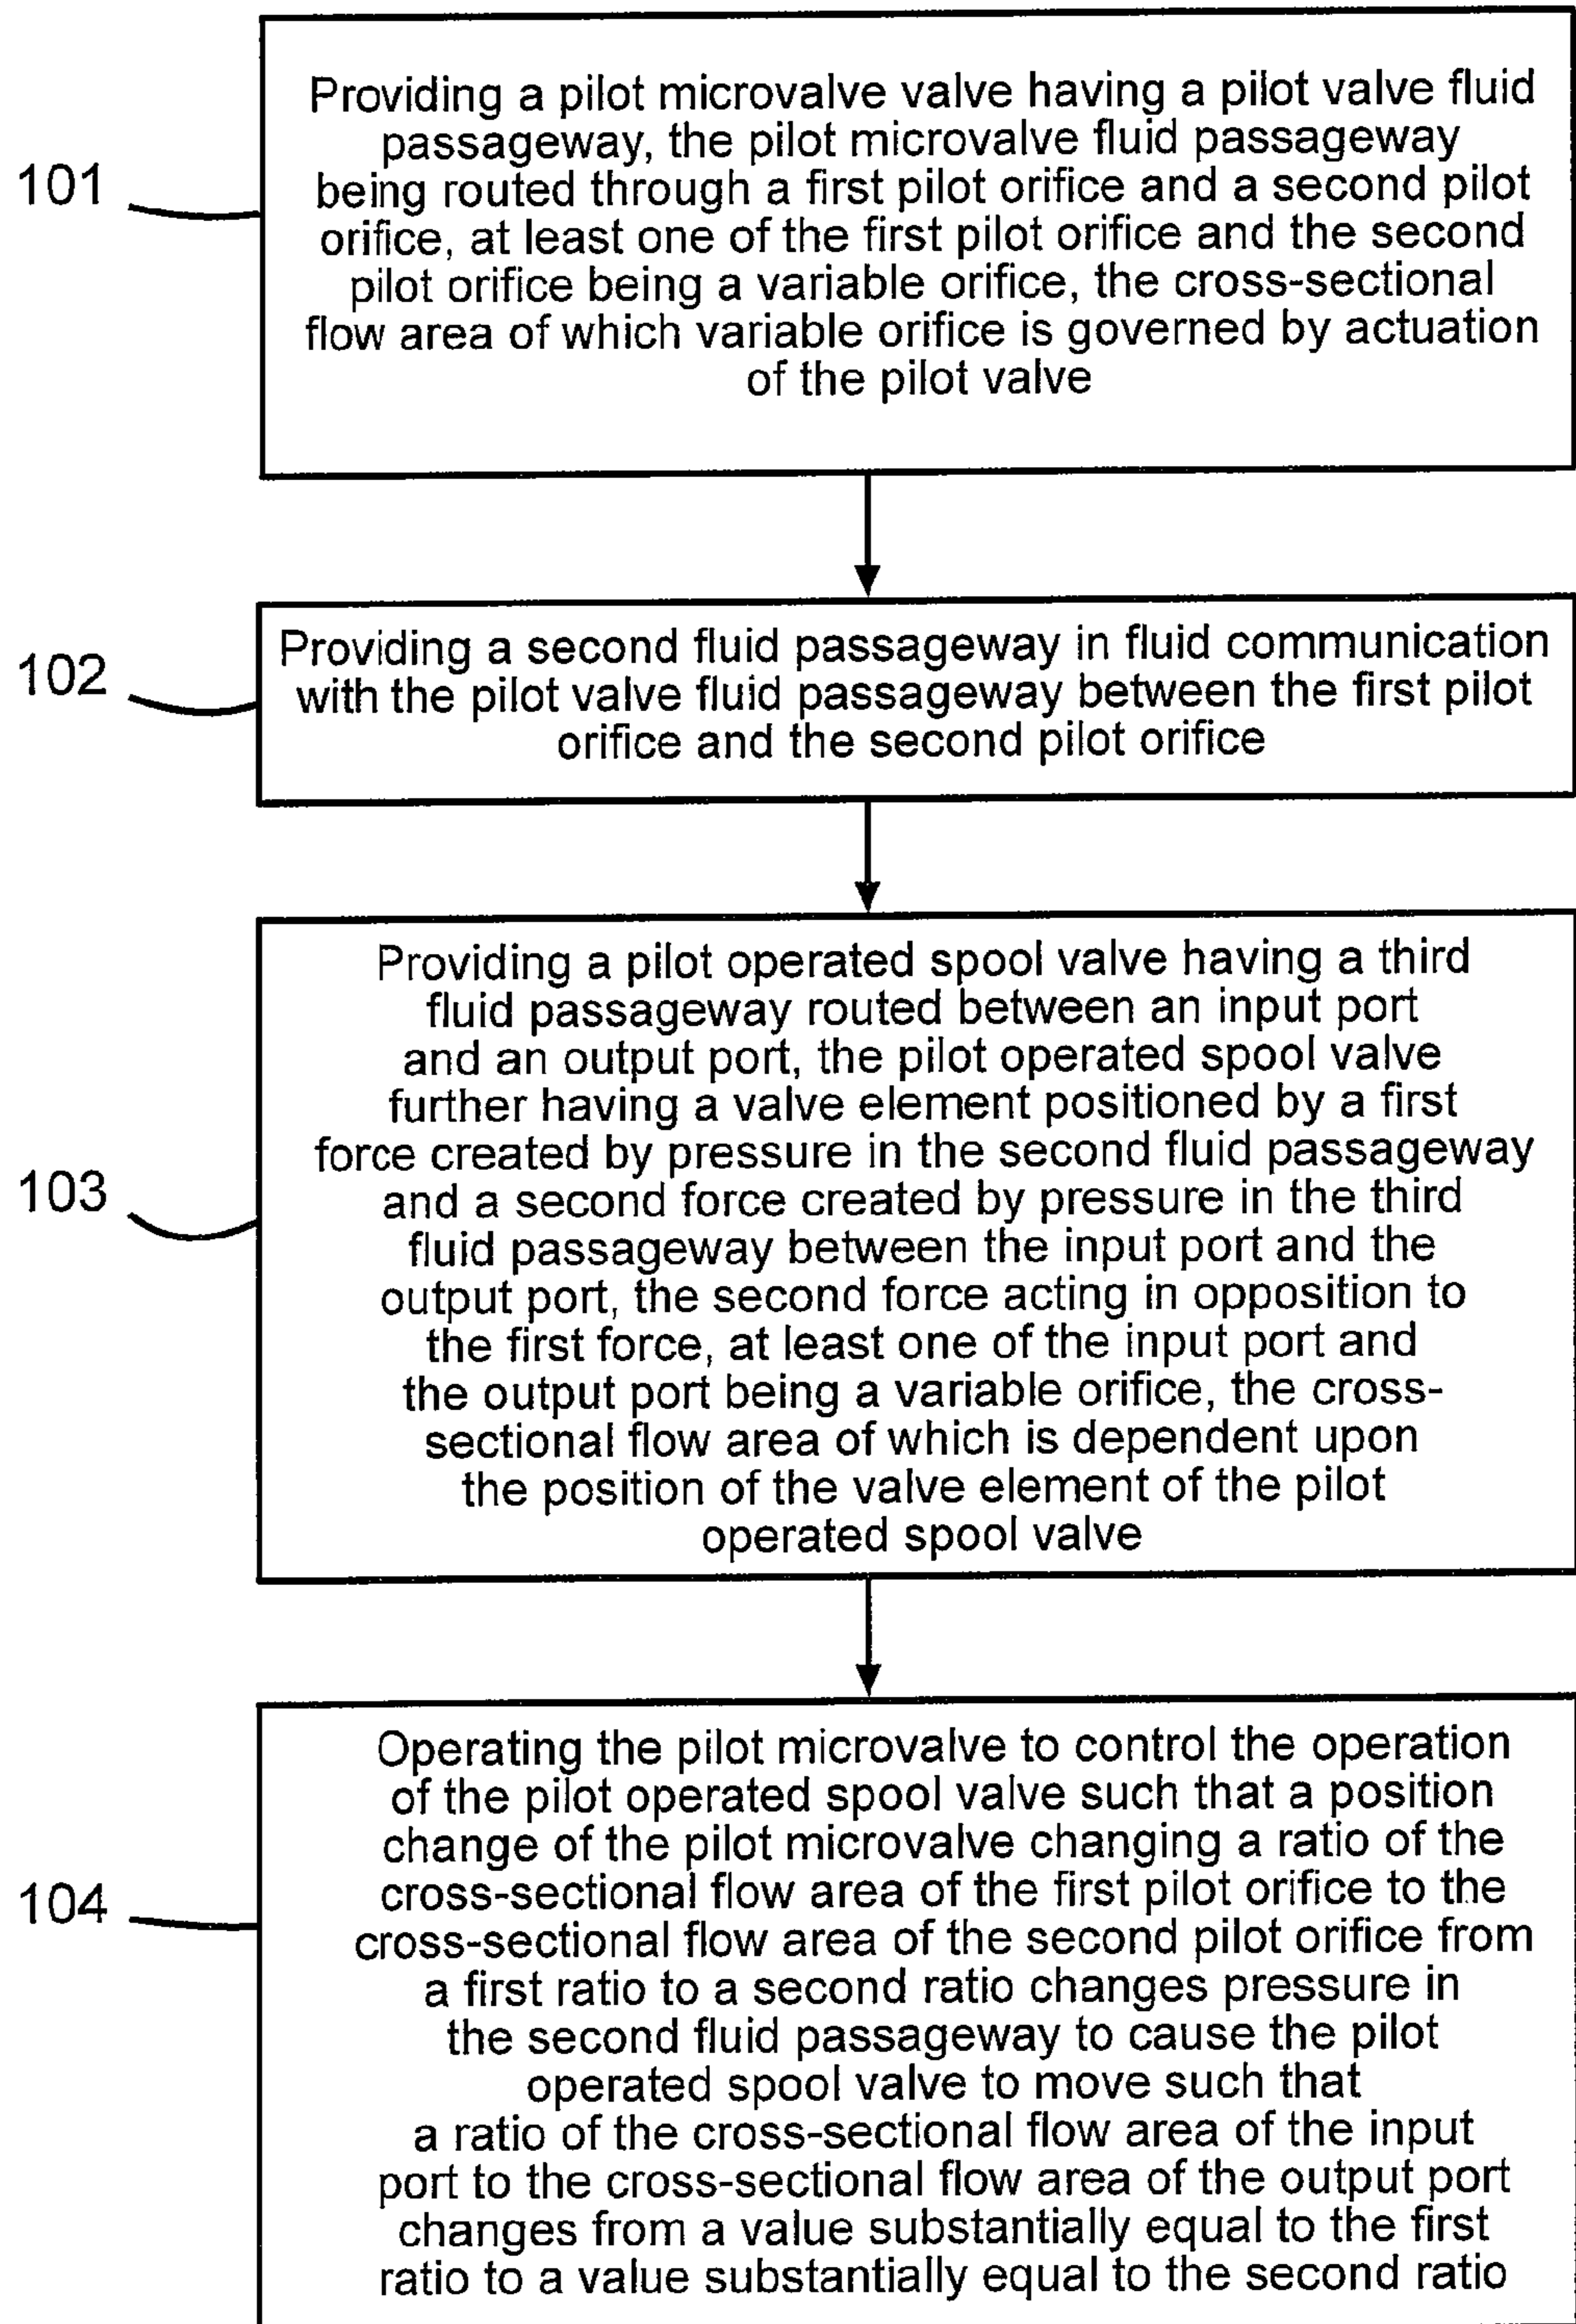 101
Providing a pilot microvalve valve having a pilot valve fluid
passageway, the pilot microvalve fluid passageway
being routed through a first pilot orifice and a second pilot
orifice, at least one of the first pilot orifice and the second
pilot orifice being a variable orifice, the cross-sectional
flow area of which variable orifice is governed by actuation
of the pilot valve
102
Providing a second fluid passageway in fluid communication
with the pilot valve fluid passageway between the first pilot
orifice and the second pilot orifice
103
Providing a pilot operated spool valve having a third
fluid passageway routed between an input port
and an output port, the pilot operated spool valve
further having a valve element positioned by a first
force created by pressure in the second fluid passageway
and a second force created by pressure in the third
fluid passageway between the input port and the
output port, the second force acting in opposition to
the first force, at least one of the input port and
the output port being a variable orifice, the cross-
sectional flow area of which is dependent upon
the position of the valve element of the pilot
operated spool valve
104
Operating the pilot microvalve to control the operation
of the pilot operated spool valve such that a position
change of the pilot microvalve changing a ratio of the
cross-sectional flow area of the first pilot orifice to the
cross-sectional flow area of the second pilot orifice from
a first ratio to a second ratio changes pressure in
the second fluid passageway to cause the pilot
operated spool valve to move such that
a ratio of the cross-sectional flow area of the input
port to the cross-sectional flow area of the output port
changes from a value substantially equal to the first
ratio to a value substantially equal to the second ratio